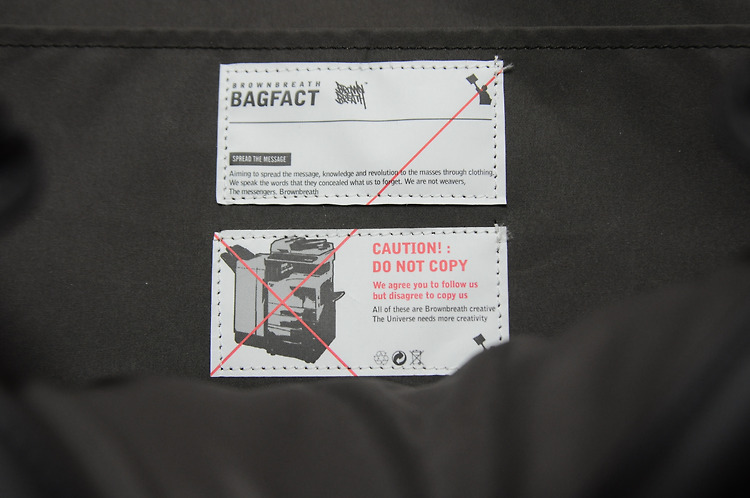 BROWNBREATH
BAGFACT
BROWN
BREATH
SPREAD THE MESSAGE
Aiming to spread the message, knowledge and revolution to the masses through clothing.
We speak the words that they concealed what us to forget. We are not weavers,
The messengers. Brownbreath
CAUTION! :
DO NOT COPY
We agree you to follow us
but disagree to copy us
All of these are Brownbreath creative
The Universe needs more creativity